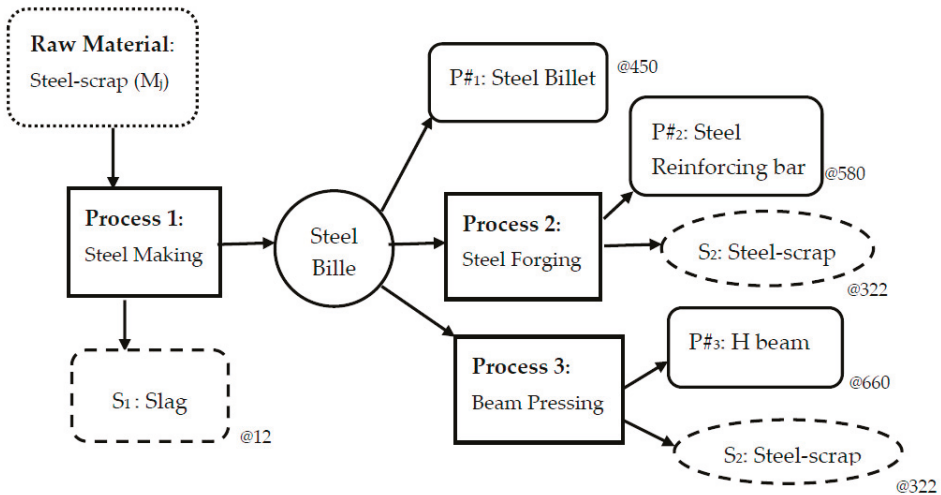 Raw Material:
Steel-scrap (Mj)
P#1: Steel Billet
@450
P#2: Steel
Reinforcing bar
@580
Process 1:
Steel Making
Steel
Bille
Process 2:
Steel Forging
S2: Steel-scrap
@322
P#3: H beam
@660
Process 3:
Beam Pressing
S1 : Slag
@12
S2: Steel-scrap
@322